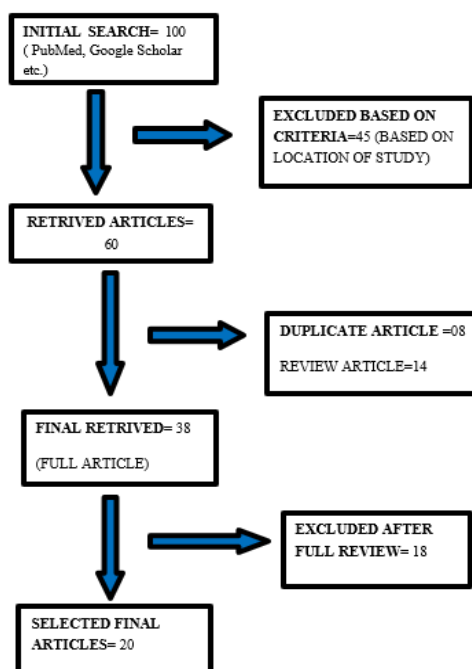 INITIAL SEARCH= 100
( PubMed, Google Scholar
etc.)
EXCLUDED BASED ON
CRITERIA=45 (BASED ON
LOCATION OF STUDY)
RETRIVED ARTICLES=
60
DUPLICATE ARTICLE =08
REVIEW ARTICLE=14
FINAL RETRIVED= 38
(FULL ARTICLE)
EXCLUDED AFTER
FULL REVIEW= 18
SELECTED FINAL
ARTICLES= 20